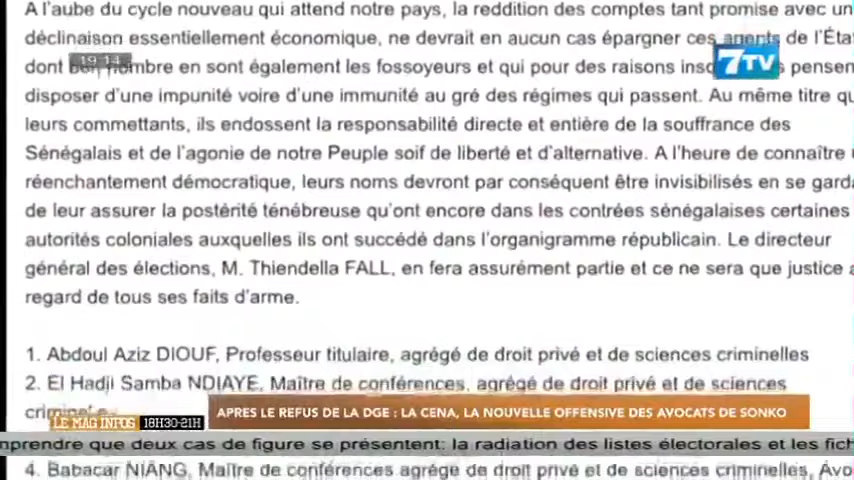 A l'aube du cycle nouveau qui attend notre pays, la reddition des comptes tant promise avec un
déclinaison essentiellement économique, ne devrait en aucun cas épargner ces agents de l'État
19:14
dont bon nombre en sont également les fossoyeurs et qui pour des raisons pensen
7TV
disposer d'une impunité voire d'une immunité au gré des régimes qui passent. Au même titre qu
leurs commettants, ils endossent la responsabilité directe et entière de la souffrance des
Sénégalais et de l'agonie de notre Peuple soif de liberté et d'alternative. A l'heure de connaître
réenchantement démocratique, leurs noms devront par conséquent être invisibilisés en se garda
de leur assurer la postérité ténébreuse qu'ont encore dans les contrées sénégalaises certaines
autorités coloniales auxquelles ils ont succédé dans l'organigramme républicain. Le directeur
général des élections, M. Thiendella FALL, en fera assurément partie et ce ne sera que justice a
regard de tous ses faits d'arme.
1. Abdoul Aziz DIOUF, Professeur titulaire, agrégé de droit privé et de sciences criminelles
2. El Hadji Samba NDIAYE, Maître de conférences, agrégé de droit privé et de sciences
LE MAG INFOS 18H30-21H APRES LE REFUS DE LA DGE : LA CENA, LA NOUVELLE OFFENSIVE DES AVOCATS DE SONKO
mprendre que deux cas de figure se présentent: la radiation des listes électorales et les fich
4. Babacar NIANG, Maître de conférences agrégé de droit privé et de sciences criminelles, Avo